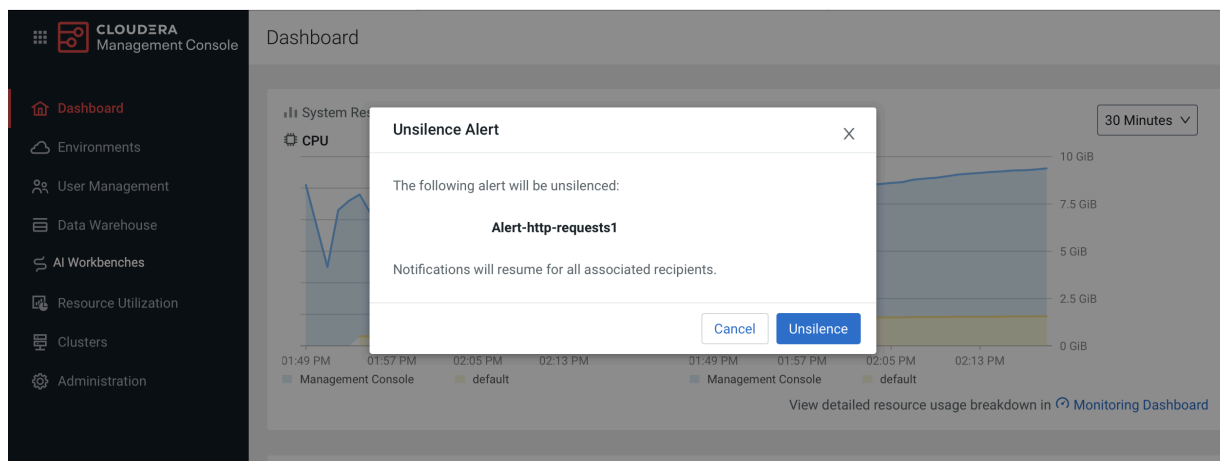 CLOUDERA
Management Console
Dashboard
Dashboard
Environments
User Management
Data Warehouse
AI Workbenches
Resource Utilization
Clusters
Administration
System Res
30 Minutes
CPU
10 GiB
7.5 GiB
5 GiB
2.5 GiB
0 GiB
Unsilence Alert
The following alert will be unsilenced:
Alert-http-requests1
Notifications will resume for all associated recipients.
Cancel Unsilence
01:49 PM 01:57 PM 02:05 PM 02:13 PM 01:49 PM 01:57 PM 02:05 PM 02:13 PM
Management Console default Management Console default
View detailed resource usage breakdown in Monitoring Dashboard